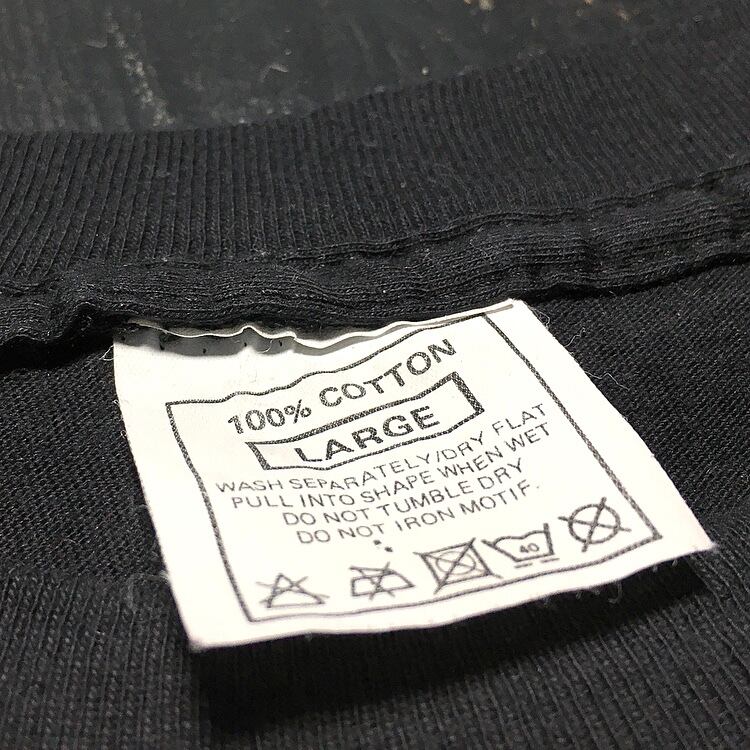 100% COTTON
LARGE
WASH SEPARATELY/DRY FLAT
PULL INTO SHAPE WHEN WET
DO NOT TUMBLE DRY
DO NOT IRON MOTIF.
40